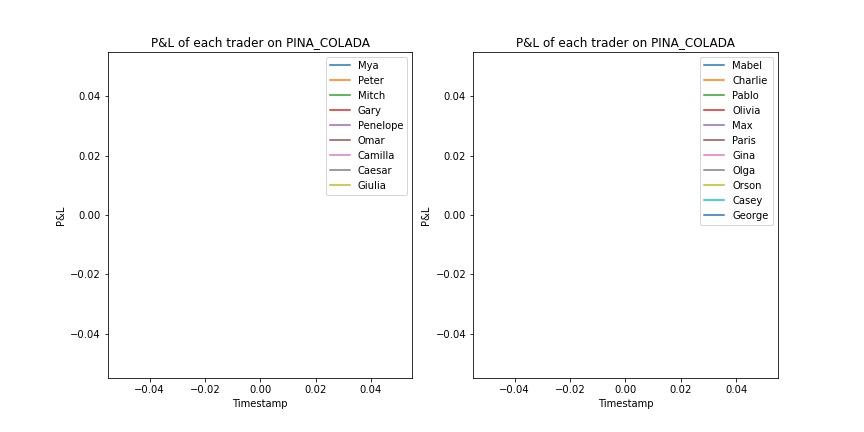 P&L of each trader on PINA_COLADA
Mya
Peter
Mitch
Gary
Penelope
Omar
Camilla
Caesar
Giulia
0.04
0.02
0.00
−0.02
−0.04
P&L
−0.04 −0.02 0.00 0.02 0.04
Timestamp
P&L of each trader on PINA_COLADA
Mabel
Charlie
Pablo
Olivia
Max
Paris
Gina
Olga
Orson
Casey
George
0.04
0.02
0.00
−0.02
−0.04
P&L
−0.04 −0.02 0.00 0.02 0.04
Timestamp